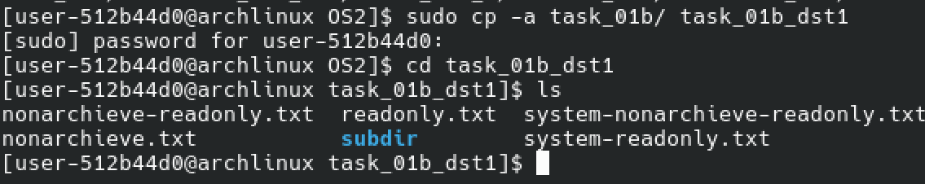 [user-512b44d0@archlinux OS2]$ sudo cp -a task_01b/ task_01b_dst1
[sudo] password for user-512b44d0:
[user-512b44d0@archlinux OS2]$ cd task_01b_dst1
[user-512b44d0@archlinux task_01b_dst1]$ ls
nonarchieve-readonly.txt  readonly.txt  system-nonarchieve-readonly.txt
nonarchieve.txt           subdir        system-readonly.txt
[user-512b44d0@archlinux task_01b_dst1]$